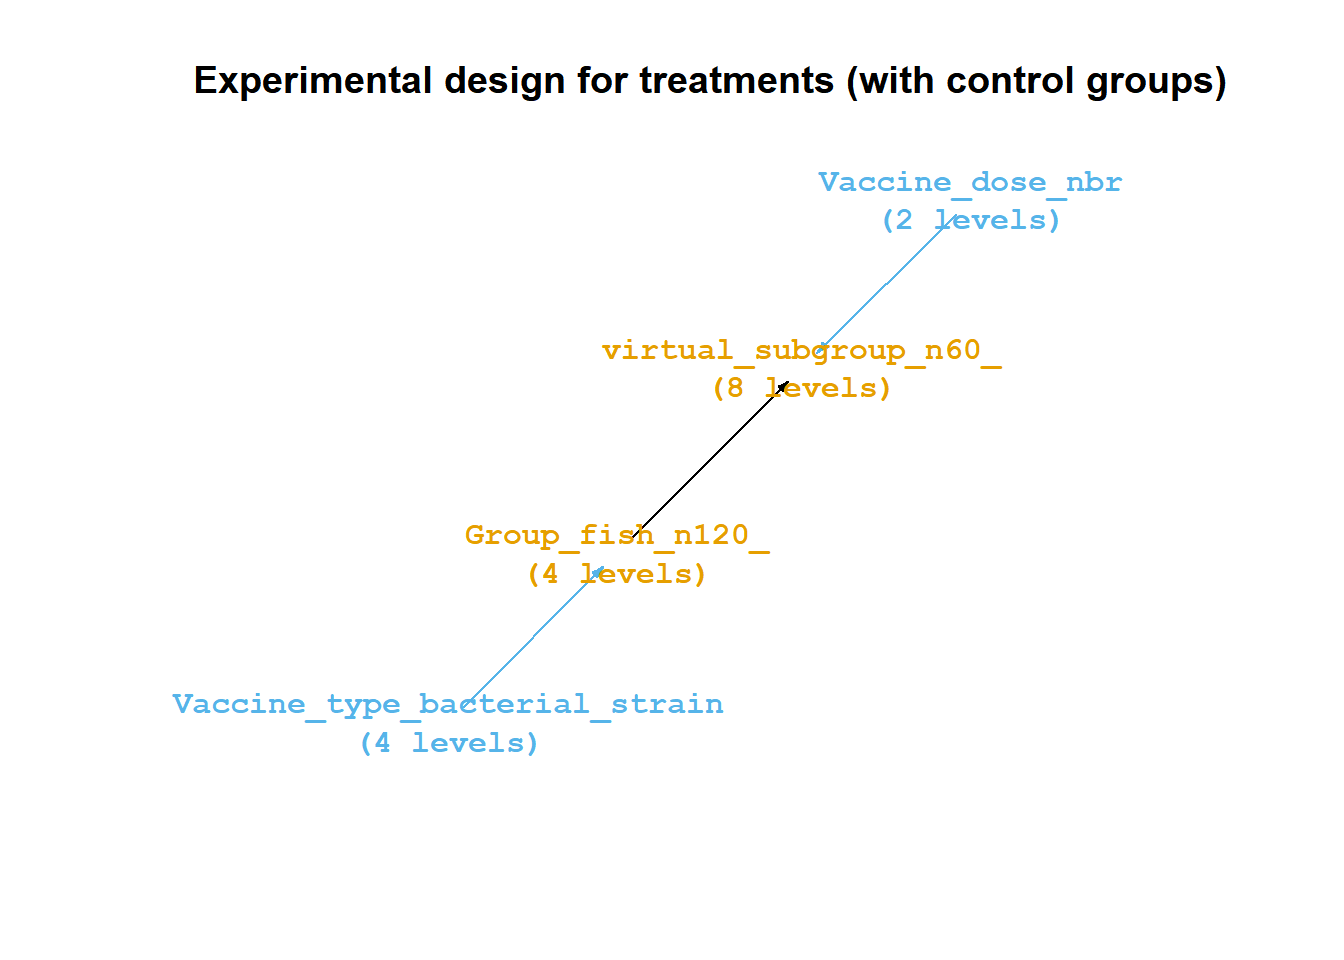 Experimental design for treatments (with control groups)
Vaccine_dose_nbr
(2 levels)
virtual_subgroup_n60_
(8 levels)
Group_fish_n120_
(4 levels)
Vaccine_type_bacterial_strain
(4 levels)